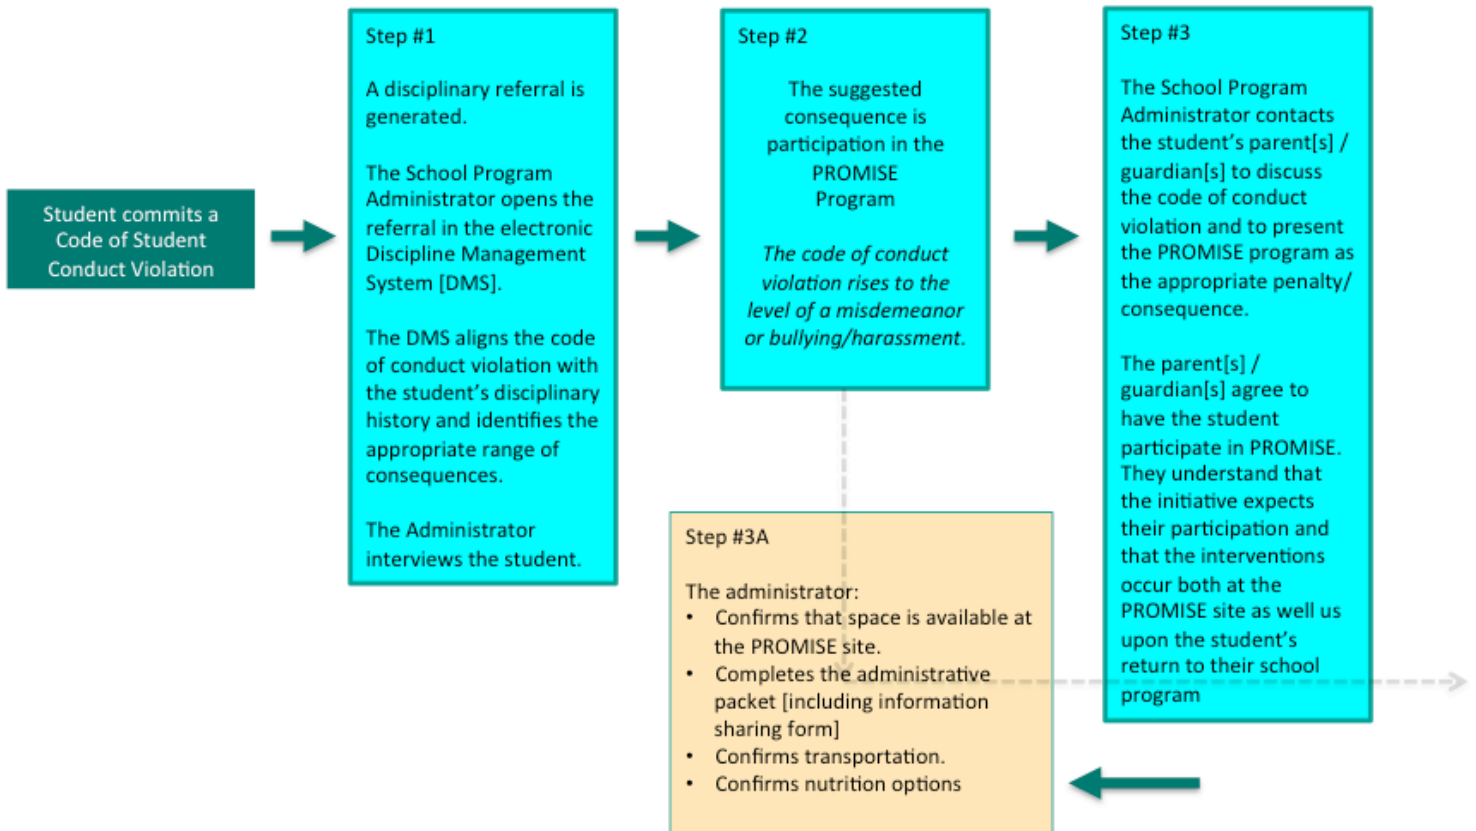 Student commits a
Code of Student
Conduct Violation
Step #1
A disciplinary referral is
generated.
The School Program
Administrator opens the
referral in the electronic
Discipline Management
System [DMS].
The DMS aligns the code
of conduct violation with
the student's disciplinary
history and identifies the
appropriate range of
consequences.
The Administrator
interviews the student.
Step #2
The suggested
consequence is
participation in the
PROMISE
Program
The code of conduct
violation rises to the
level of a misdemeanor
or bullying/harassment.
Step #3
The School Program
Administrator contacts
the student's parent[s] /
guardian[s] to discuss
the code of conduct
violation and to present
the PROMISE program as
the appropriate penalty/
consequence.
The parent[s] /
guardian[s] agree to
have the student
participate in PROMISE.
They understand that
the initiative expects
their participation and
that the interventions
occur both at the
PROMISE site as well us
upon the student's
return to their school
program
Step #3A
The administrator:
• Confirms that space is available at
the PROMISE site.
• Completes the administrative
packet [including information
sharing form]
• Confirms transportation.
• Confirms nutrition options